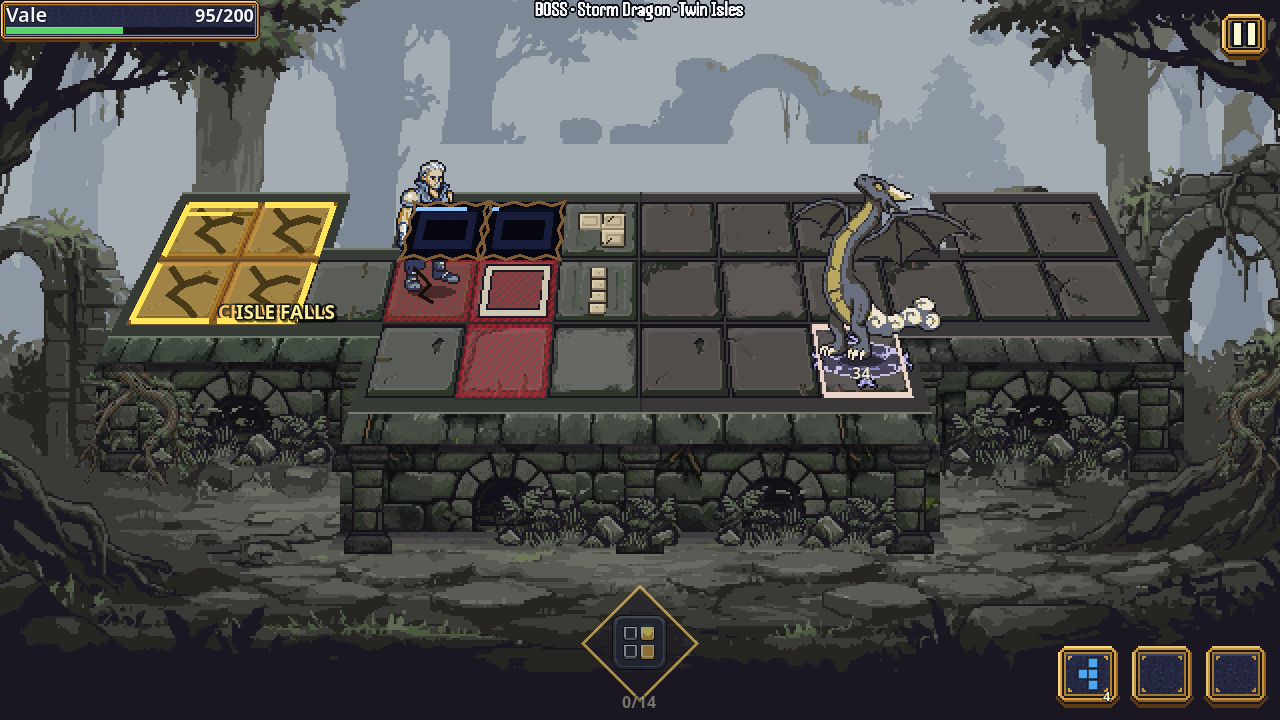 Vale 95/200
BOSS · Storm Dragon · Twin Isles
ISLE FALLS
34
0/14
4